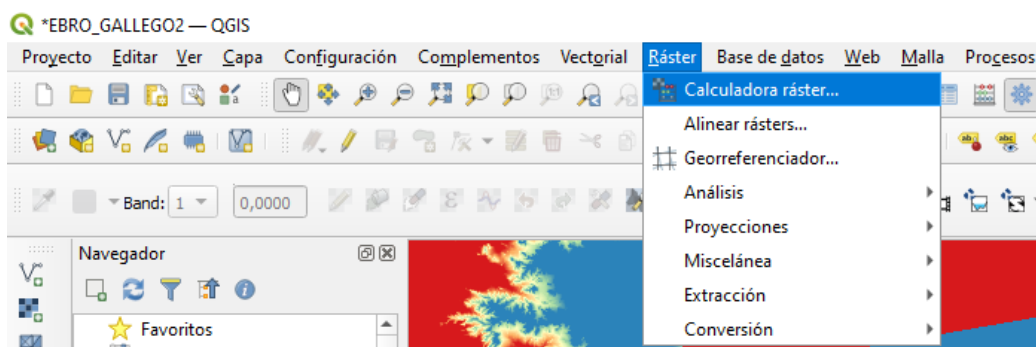 *EBRO_GALLEGO2 — QGIS
Proyecto Editar Ver Capa Configuración Complementos Vectorial Ráster Base de datos Web Malla Procesos
Calculadora ráster...
Alinear rásters...
Georreferenciador...
Análisis
Band: 1 0,0000
Proyecciones
Navegador
Miscelánea
Extracción
Favoritos
Conversión